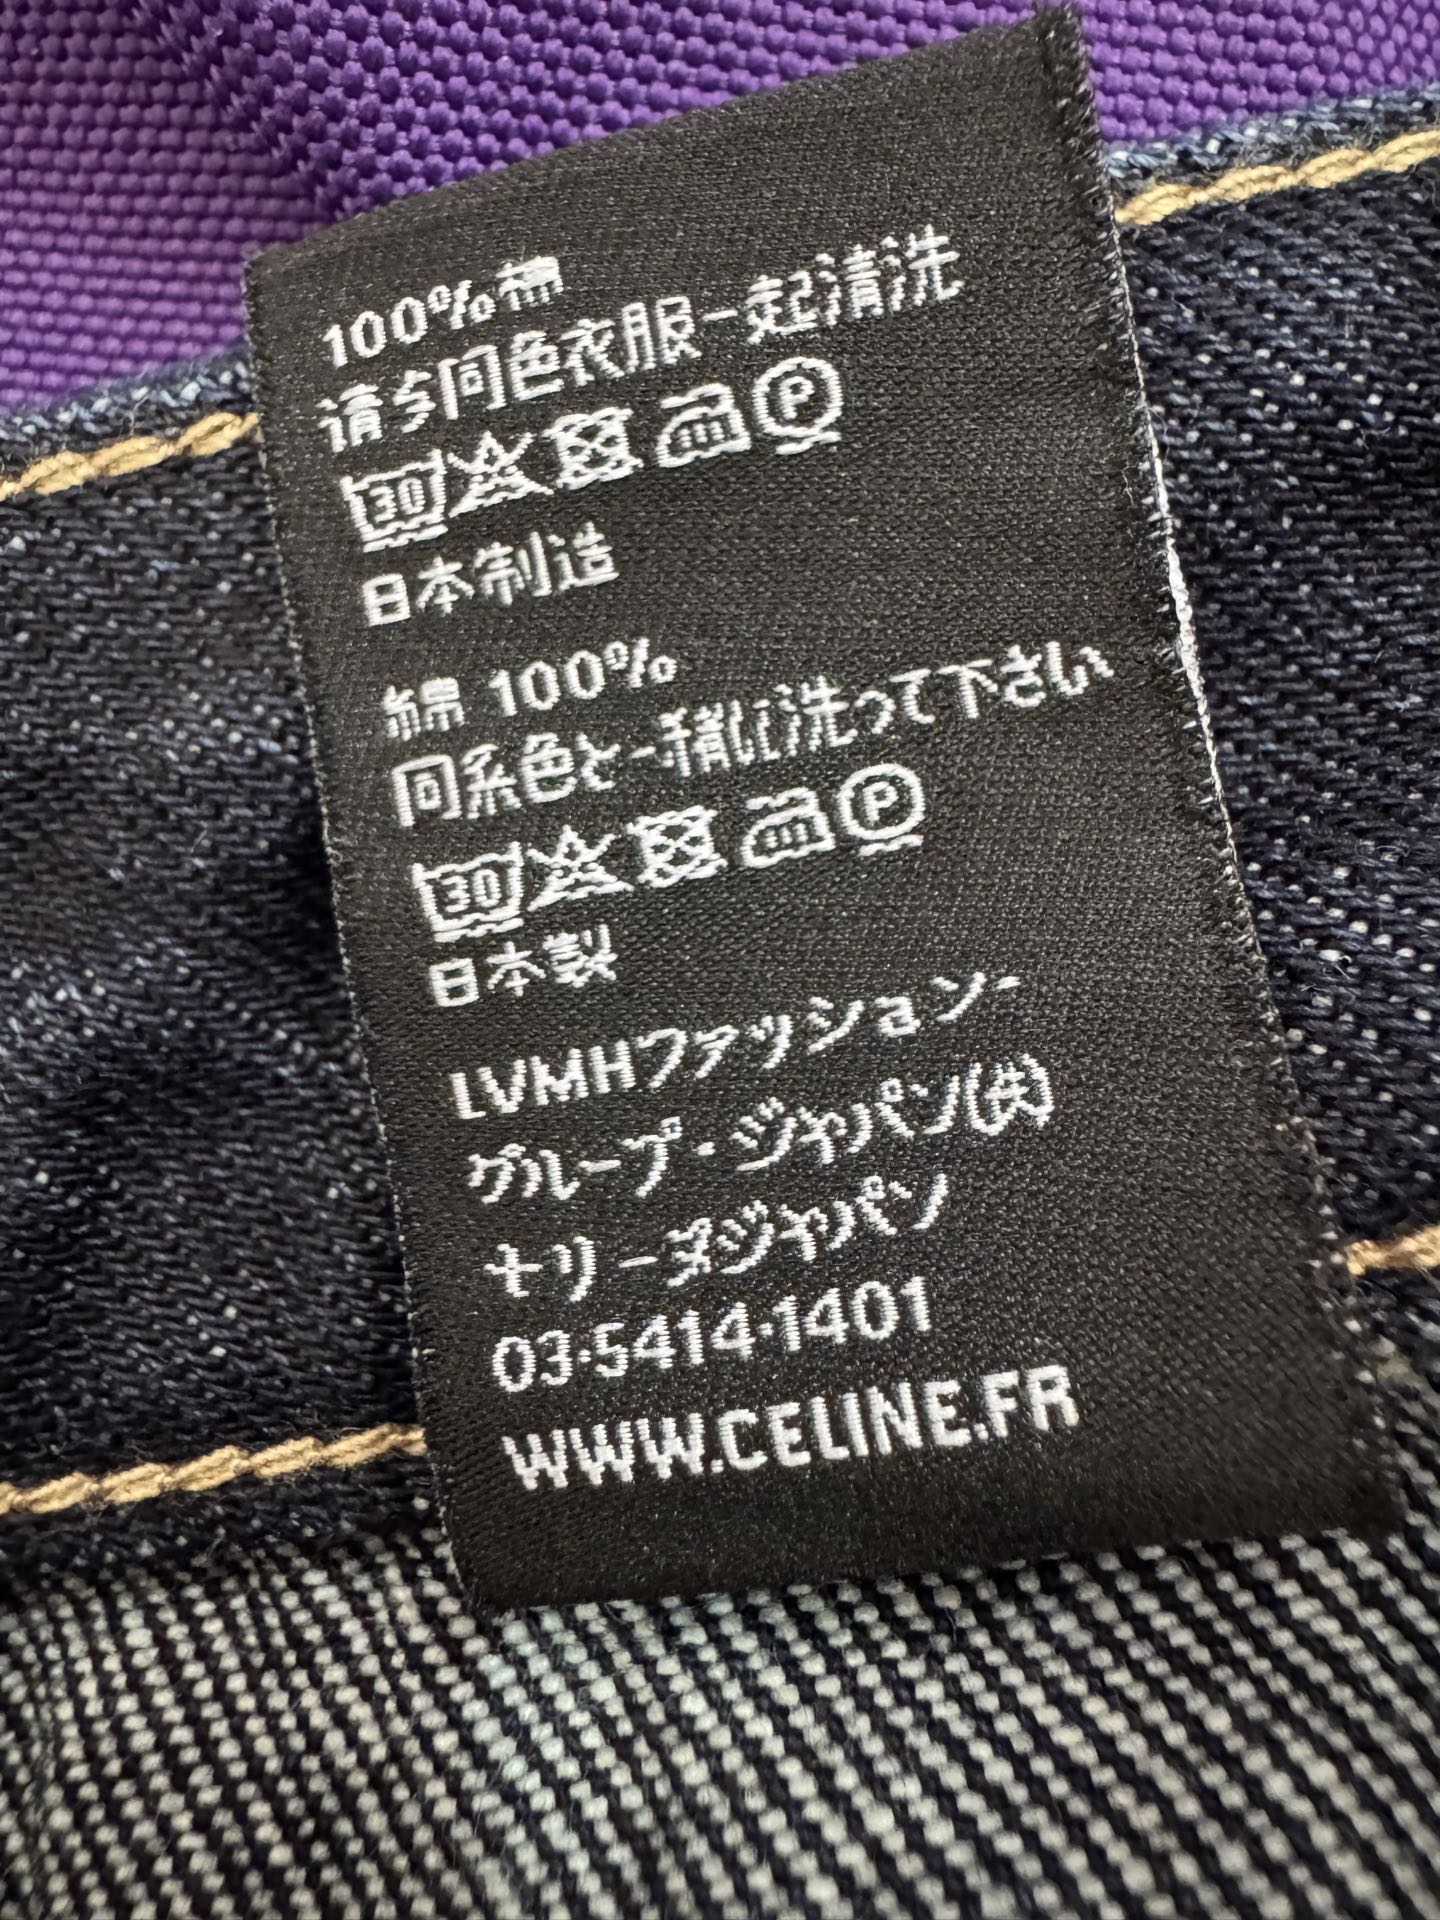 100%棉
请与同色衣服一起清洗
30 P
日本制造
綿 100%
同系色と一緒に洗って下さい
30 P
日本製
LVMHファッション-
グループ・ジャパン(株)
セリーヌジャパン
03-5414-1401
WWW.CELINE.FR